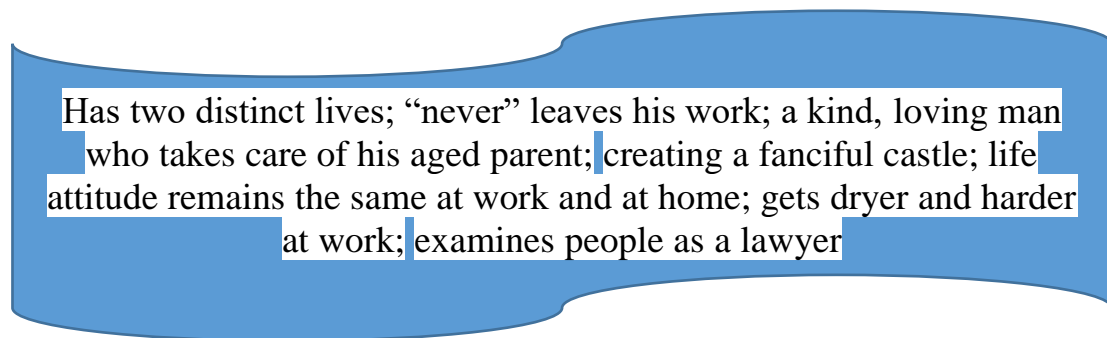 Has two distinct lives; “never” leaves his work; a kind, loving man
who takes care of his aged parent; creating a fanciful castle; life
attitude remains the same at work and at home; gets dryer and harder
at work; examines people as a lawyer